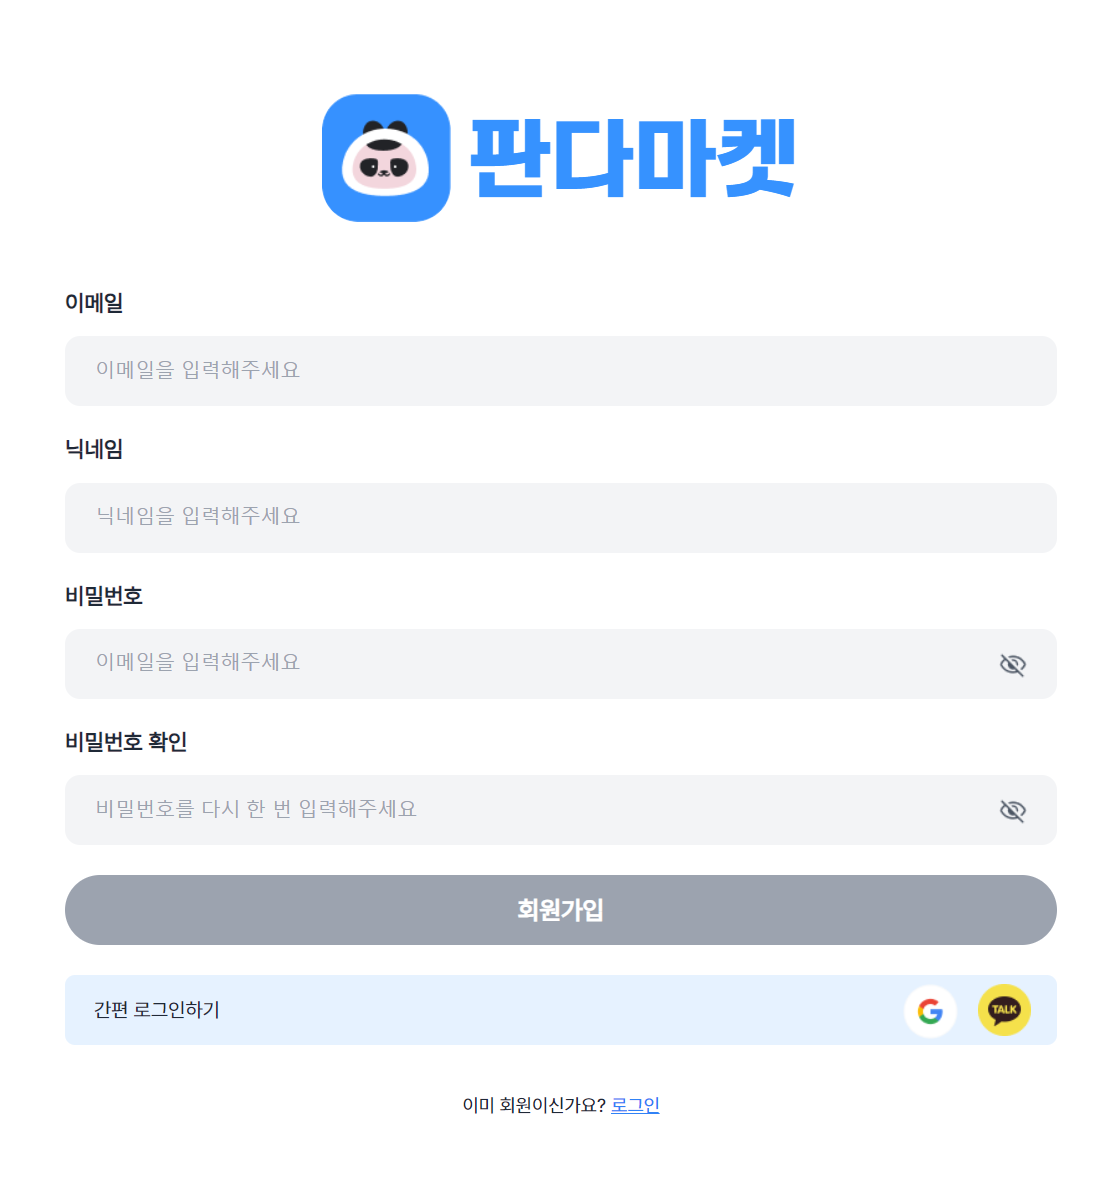 판다마켓
이메일
이메일을 입력해주세요
닉네임
닉네임을 입력해주세요
비밀번호
이메일을 입력해주세요
비밀번호 확인
비밀번호를 다시 한 번 입력해주세요
회원가입
간편 로그인하기
G
TALK
이미 회원이신가요? 로그인